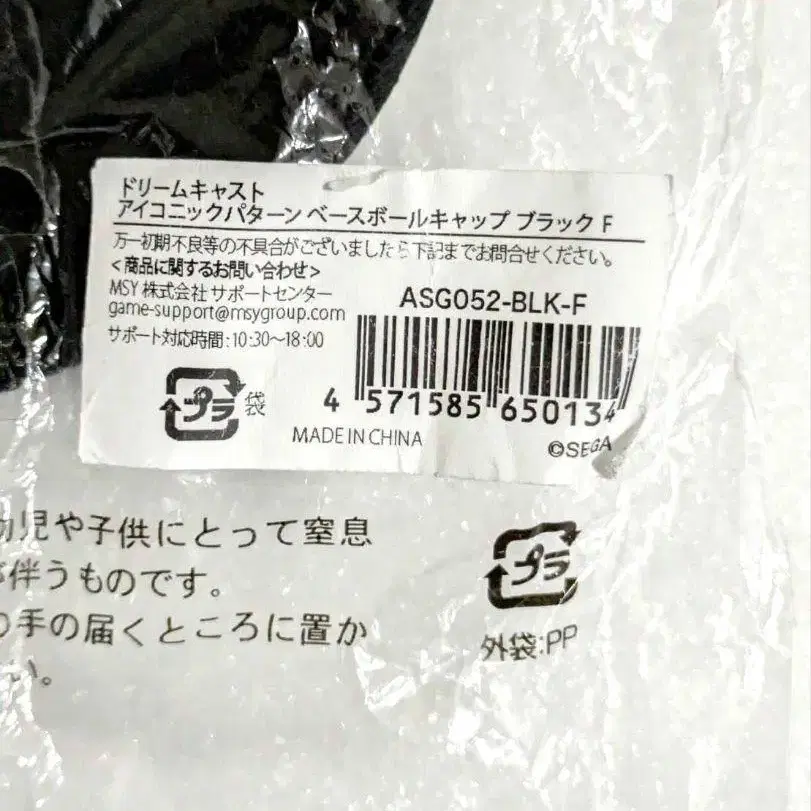 ドリームキャスト
アイコニックパターン ベースボールキャップ ブラック F
万一初期不良等の不具合がございましたら下記までお問合せください。
<商品に関するお問い合わせ>
MSY 株式会社 サポートセンター
game-support@msygroup.com
サポート対応時間:10:30~18:00
ASG052-BLK-F
プラ 袋
4 571585 650134
MADE IN CHINA
©SEGA
幼児や子供にとって窒息
が伴うものです。
の手の届くところに置か
い。
プラ
外袋:PP